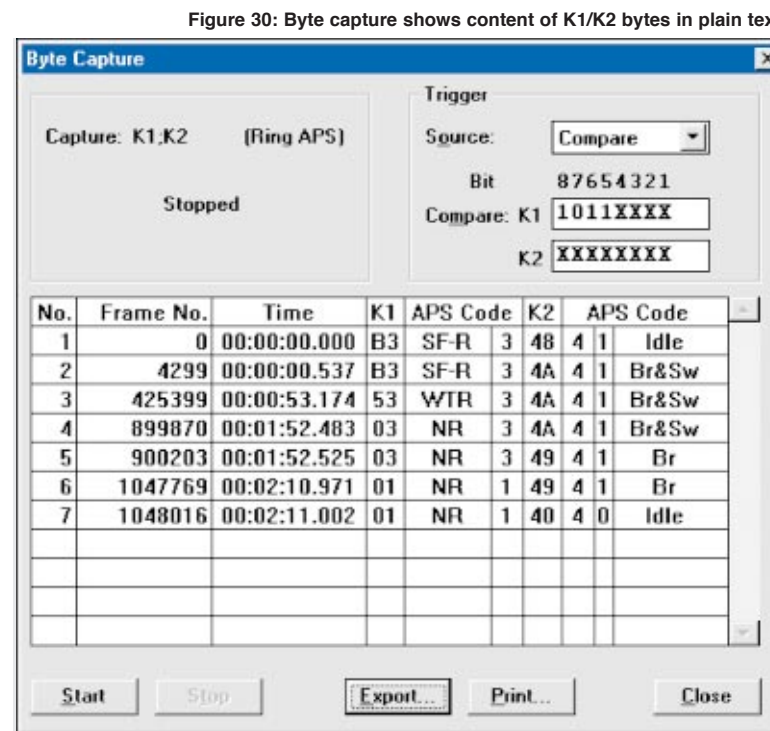 Figure 30: Byte capture shows content of K1/K2 bytes in plain tex
Byte Capture
Capture: K1;K2 (Ring APS)
Stopped
Trigger
Source: Compare
Bit 87654321
Compare: K1 1011XXXX
K2 XXXXXXXX
No. Frame No. Time K1 APS Code K2 APS Code
1 0 00:00:00.000 B3 SF-R 3 48 4 1 Idle
2 4299 00:00:00.537 B3 SF-R 3 4A 4 1 Br&Sw
3 425399 00:00:53.174 53 WTR 3 4A 4 1 Br&Sw
4 899870 00:01:52.483 03 NR 3 4A 4 1 Br&Sw
5 900203 00:01:52.525 03 NR 3 49 4 1 Br
6 1047769 00:02:10.971 01 NR 1 49 4 1 Br
7 1048016 00:02:11.002 01 NR 1 40 4 0 Idle
Start Stop Export... Print... Close